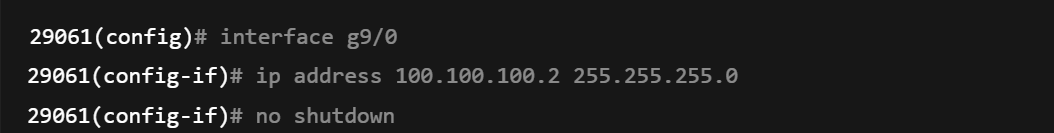 29061(config)# interface g9/0
29061(config-if)# ip address 100.100.100.2 255.255.255.0
29061(config-if)# no shutdown